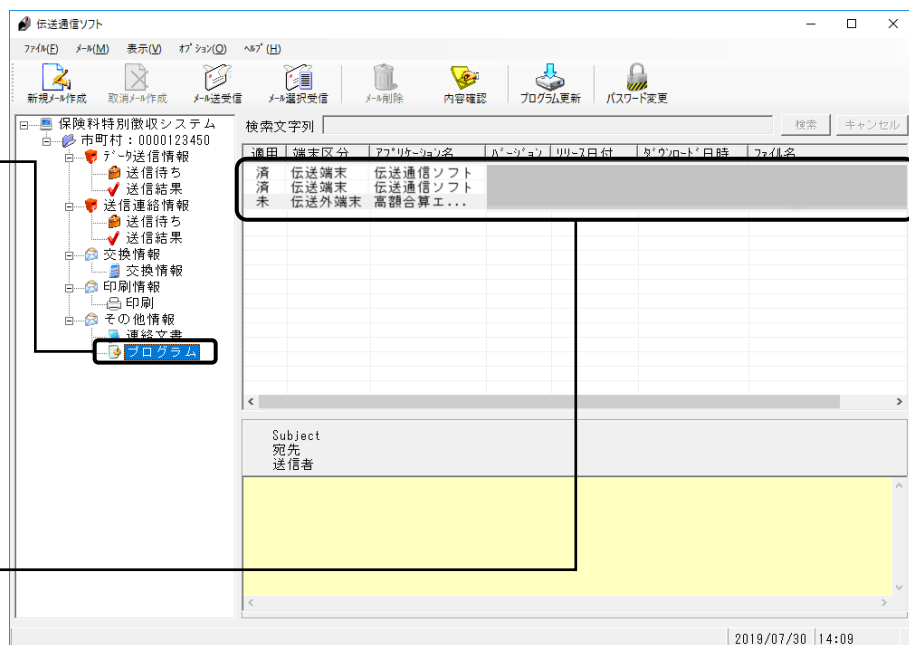 伝送通信ソフト
ファイル(F) メール(M) 表示(V) オプション(O) ヘルプ(H)
新規メール作成 取消メール作成 メール送受信 メール選択受信 メール削除 内容確認 プログラム更新 パスワード変更
保険料特別徴収システム
市町村：0000123450
データ送信情報
送信待ち
送信結果
送信連絡情報
送信待ち
送信結果
交換情報
交換情報
印刷情報
印刷
その他情報
連絡文書
プログラム
検索文字列 検索 キャンセル
適用 端末区分 アプリケーション名 バージョン リリース日付 ダウンロード日時 ファイル名
済 伝送端末 伝送通信ソフト
済 伝送端末 伝送通信ソフト
未 伝送外端末 高額合算エ...
Subject
宛先
送信者
2019/07/30 14:09